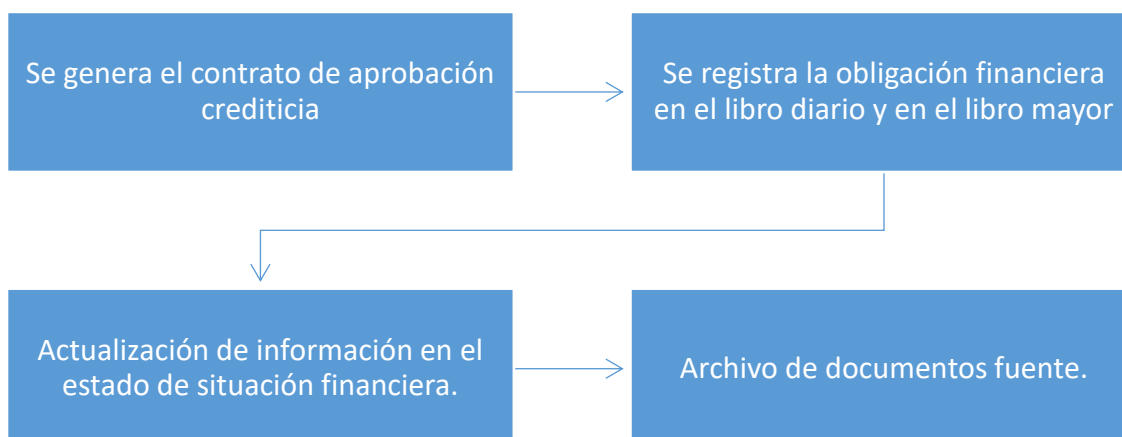 Se genera el contrato de aprobación
crediticia
Se registra la obligación financiera
en el libro diario y en el libro mayor
Actualización de información en el
estado de situación financiera.
Archivo de documentos fuente.